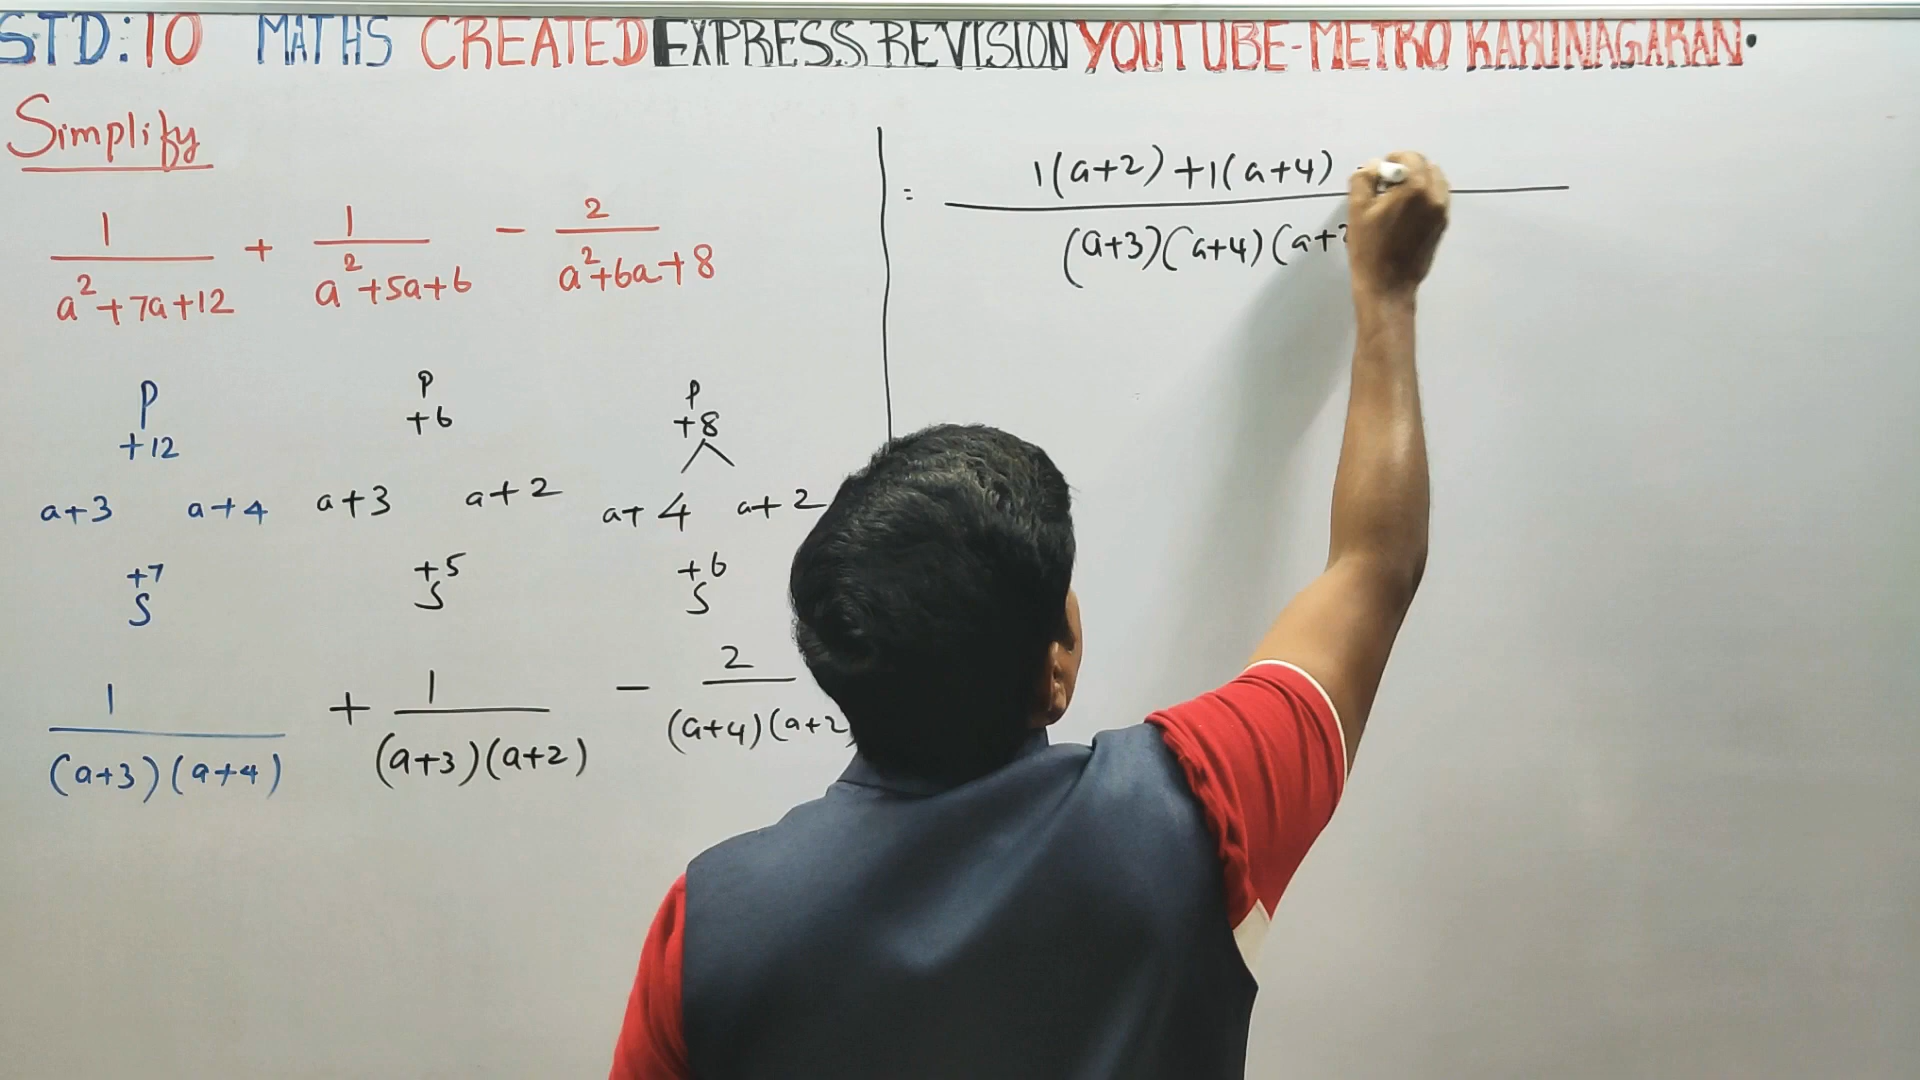 STD:10 MATHS CREATED EXPRESS REVISION YOUTUBE-METRO KARUNAGARAN.
Simplify
1/(a²+7a+12) + 1/(a²+5a+6) - 2/(a²+6a+8)
P P P
+12 +6 +8
a+3 a+4 a+3 a+2 a+4 a+2
+7 +5 +6
S S S
1/((a+3)(a+4)) + 1/((a+3)(a+2)) - 2/((a+4)(a+2
= 1(a+2)+1(a+4)
(a+3)(a+4)(a+